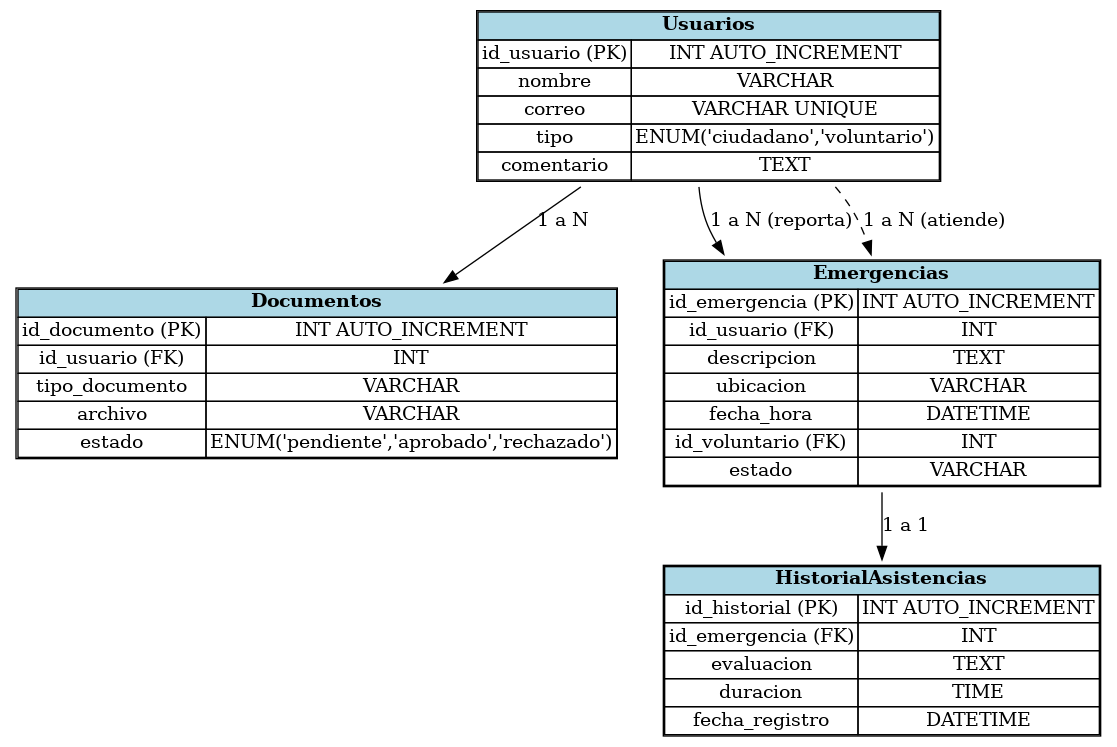 Usuarios
id_usuario (PK) INT AUTO_INCREMENT
nombre VARCHAR
correo VARCHAR UNIQUE
tipo ENUM('ciudadano','voluntario')
comentario TEXT
1 a N
1 a N (reporta)
1 a N (atiende)
Documentos
id_documento (PK) INT AUTO_INCREMENT
id_usuario (FK) INT
tipo_documento VARCHAR
archivo VARCHAR
estado ENUM('pendiente','aprobado','rechazado')
Emergencias
id_emergencia (PK) INT AUTO_INCREMENT
id_usuario (FK) INT
descripcion TEXT
ubicacion VARCHAR
fecha_hora DATETIME
id_voluntario (FK) INT
estado VARCHAR
1 a 1
HistorialAsistencias
id_historial (PK) INT AUTO_INCREMENT
id_emergencia (FK) INT
evaluacion TEXT
duracion TIME
fecha_registro DATETIME